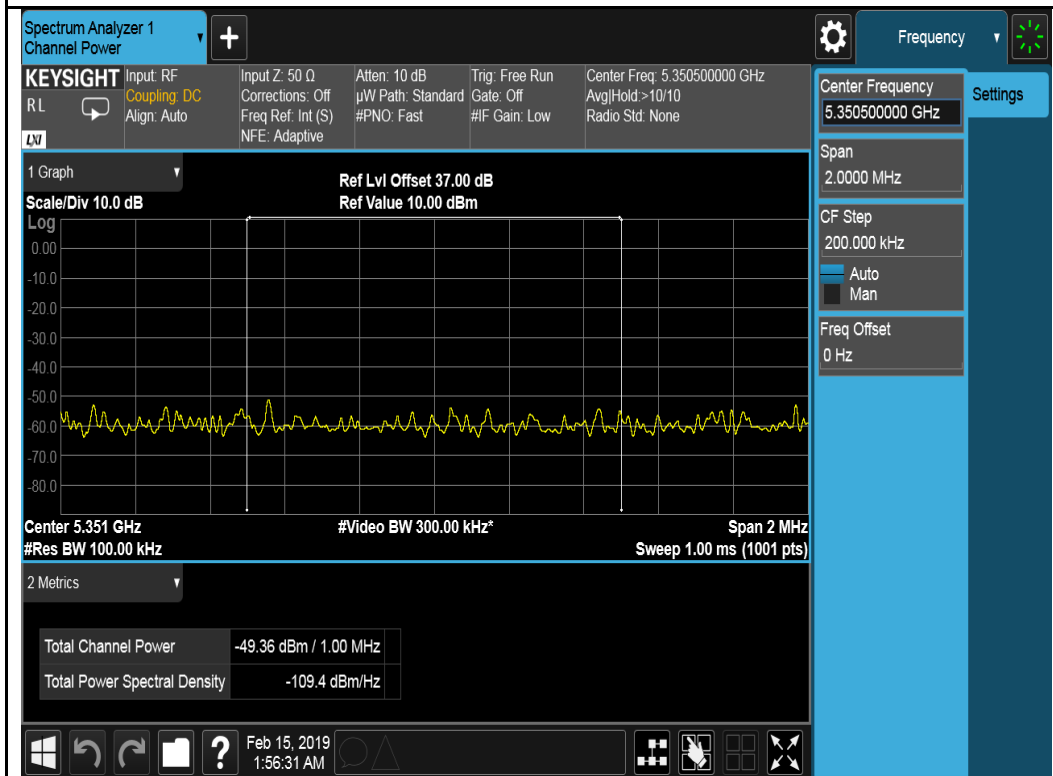 Spectrum Analyzer 1
Channel Power
+
Frequency
KEYSIGHT
RL
LXI
Input: RF
Coupling: DC
Align: Auto
Input Z: 50 Ω
Corrections: Off
Freq Ref: Int (S)
NFE: Adaptive
Atten: 10 dB
µW Path: Standard
#PNO: Fast
Trig: Free Run
Gate: Off
#IF Gain: Low
Center Freq: 5.350500000 GHz
Avg|Hold:>10/10
Radio Std: None
Center Frequency
5.350500000 GHz
Settings
Span
2.0000 MHz
CF Step
200.000 kHz
Auto
Man
Freq Offset
0 Hz
1 Graph
Scale/Div 10.0 dB
Ref Lvl Offset 37.00 dB
Ref Value 10.00 dBm
Log
0.00
-10.0
-20.0
-30.0
-40.0
-50.0
-60.0
-70.0
-80.0
Center 5.351 GHz
#Video BW 300.00 kHz*
Span 2 MHz
#Res BW 100.00 kHz
Sweep 1.00 ms (1001 pts)
2 Metrics
Total Channel Power -49.36 dBm / 1.00 MHz
Total Power Spectral Density -109.4 dBm/Hz
?
Feb 15, 2019
1:56:31 AM